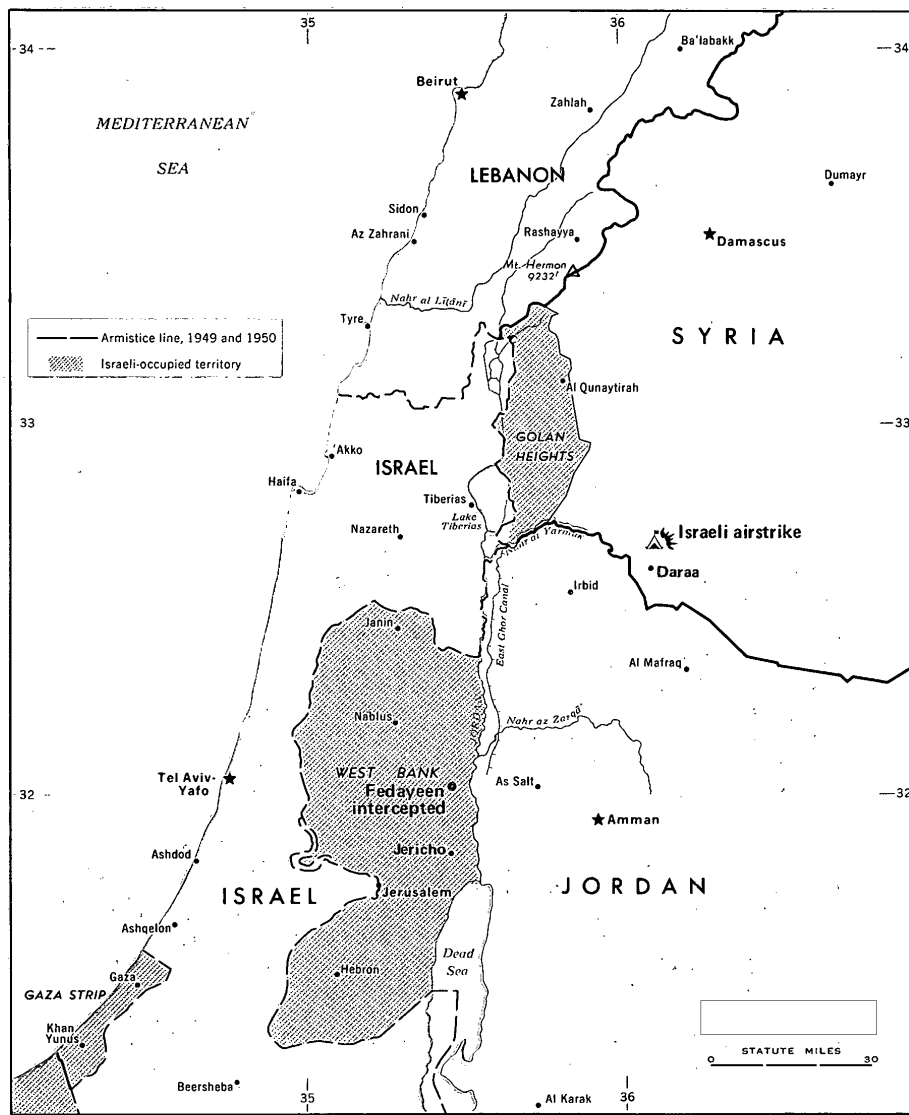 35
36
34
34
Ba'labakk
Beirut
Zahlah
MEDITERRANEAN
SEA
LEBANON
Dumayr
Sidon
Az Zahrani
Rashayya
Damascus
Mt. Hermon
9232'
Nahr al Līṭānī
Tyre
SYRIA
Armistice line, 1949 and 1950
Israeli-occupied territory
Al Qunaytirah
33
33
GOLAN
HEIGHTS
'Akko
ISRAEL
Haifa
Tiberias
Lake
Tiberias
Nazareth
Nahr al Yarmuk
Israeli airstrike
Daraa
Irbid
East Ghor Canal
Janin
Al Mafraq
Nablus
JORDAN
Nahr az Zarqā'
Tel Aviv-
Yafo
WEST BANK
Fedayeen
intercepted
As Salt
32
32
Amman
Jericho
Ashdod
ISRAEL
Jerusalem
JORDAN
Ashqelon
Dead
Sea
Hebron
Gaza
GAZA STRIP
Khan
Yunus
STATUTE MILES
0
30
Beersheba
Al Karak
35
36